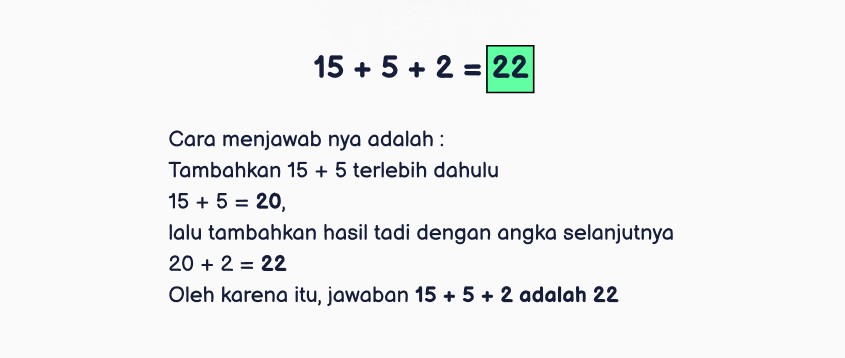 15 + 5 + 2 = 22
Cara menjawab nya adalah :
Tambahkan 15 + 5 terlebih dahulu
15 + 5 = 20,
lalu tambahkan hasil tadi dengan angka selanjutnya
20 + 2 = 22
Oleh karena itu, jawaban 15 + 5 + 2 adalah 22